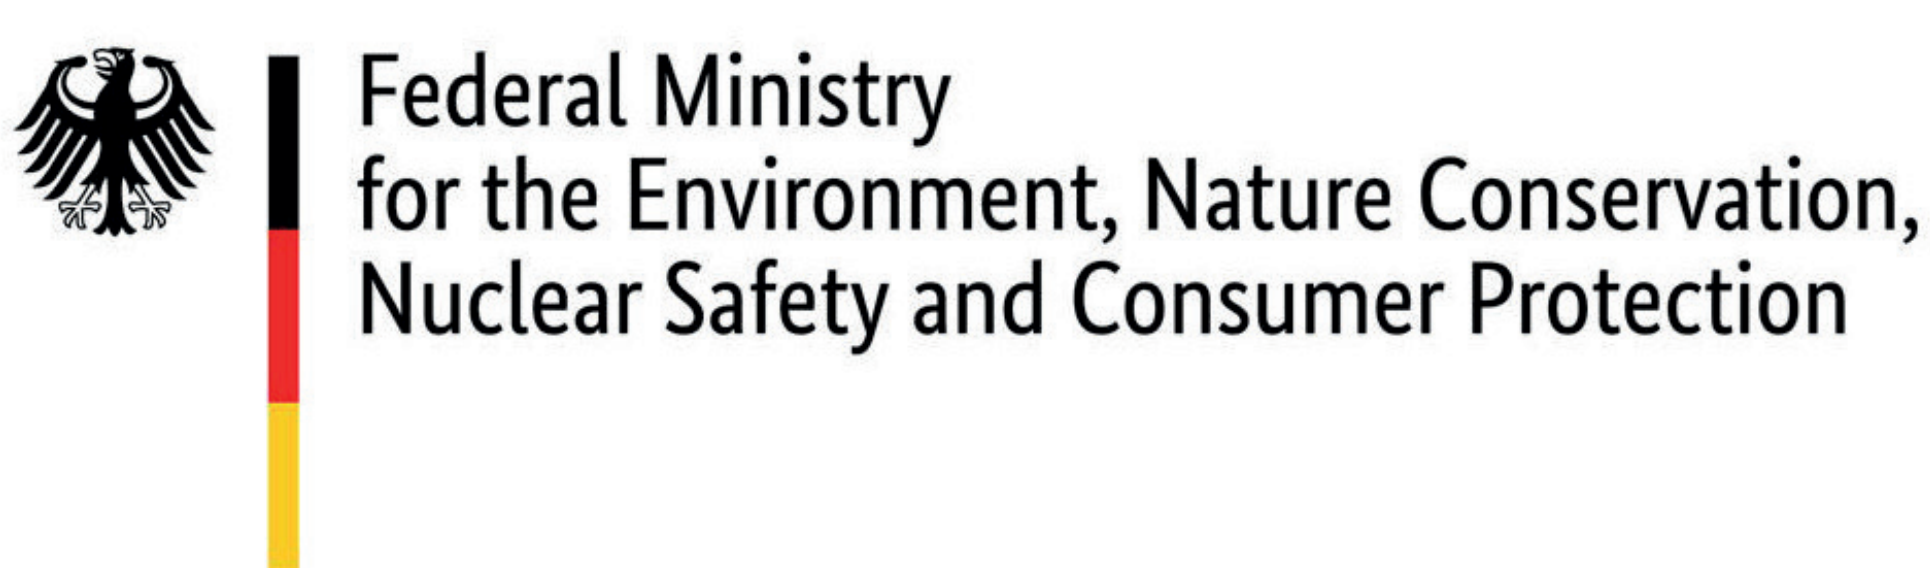 Federal Ministry
for the Environment, Nature Conservation,
Nuclear Safety and Consumer Protection